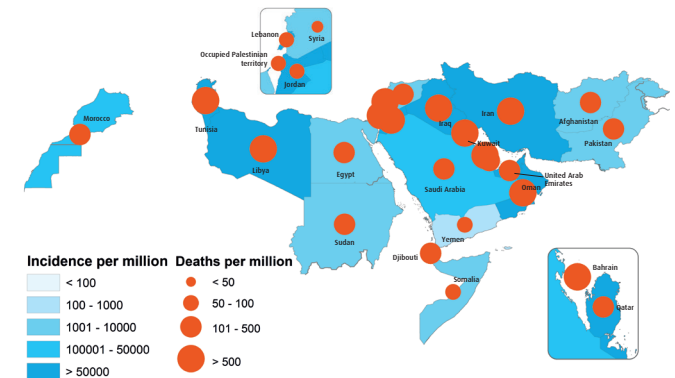 Lebanon
Syria
Occupied Palestinian
territory
Jordan
Morocco
Tunisia
Libya
Egypt
Sudan
Iraq
Iran
Kuwait
Afghanistan
Pakistan
Saudi Arabia
United Arab
Emirates
Oman
Yemen
Djibouti
Somalia
Bahrain
Qatar
Incidence per million
< 100
100 - 1000
1001 - 10000
100001 - 50000
> 50000
Deaths per million
< 50
50 - 100
101 - 500
> 500